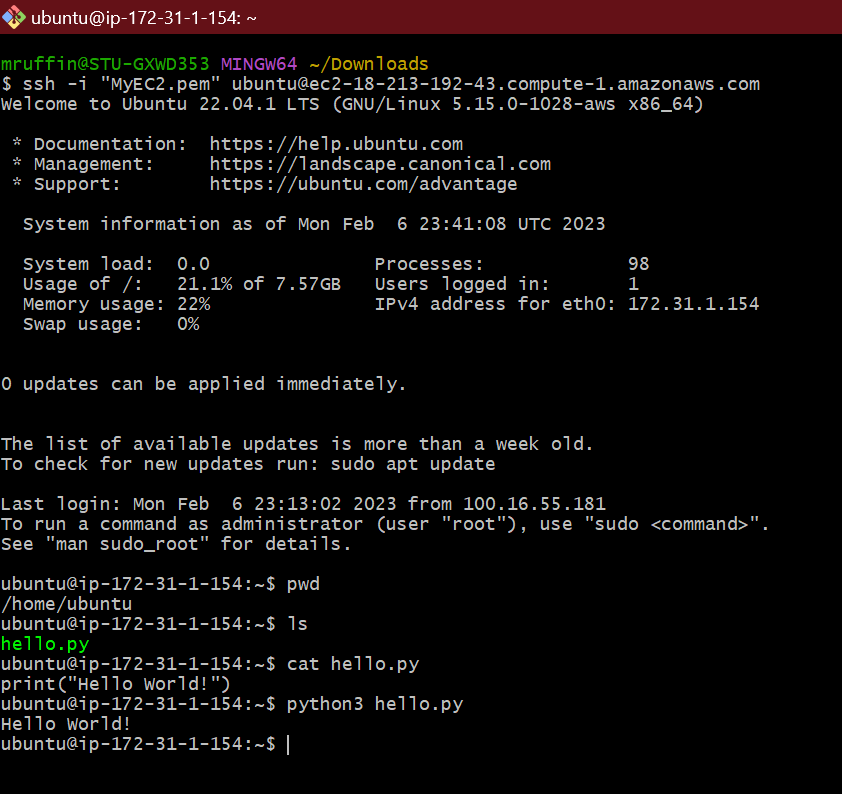 ubuntu@ip-172-31-1-154: ~
mruffin@STU-GXWD353 MINGW64 ~/Downloads
$ ssh -i "MyEC2.pem" ubuntu@ec2-18-213-192-43.compute-1.amazonaws.com
Welcome to Ubuntu 22.04.1 LTS (GNU/Linux 5.15.0-1028-aws x86_64)
* Documentation:  https://help.ubuntu.com
* Management:     https://landscape.canonical.com
* Support:        https://ubuntu.com/advantage
System information as of Mon Feb  6 23:41:08 UTC 2023
System load:  0.0               Processes:             98
Usage of /:   21.1% of 7.57GB   Users logged in:       1
Memory usage: 22%               IPv4 address for eth0: 172.31.1.154
Swap usage:   0%
0 updates can be applied immediately.
The list of available updates is more than a week old.
To check for new updates run: sudo apt update
Last login: Mon Feb  6 23:13:02 2023 from 100.16.55.181
To run a command as administrator (user "root"), use "sudo <command>".
See "man sudo_root" for details.
ubuntu@ip-172-31-1-154:~$ pwd
/home/ubuntu
ubuntu@ip-172-31-1-154:~$ ls
hello.py
ubuntu@ip-172-31-1-154:~$ cat hello.py
print("Hello World!")
ubuntu@ip-172-31-1-154:~$ python3 hello.py
Hello World!
ubuntu@ip-172-31-1-154:~$